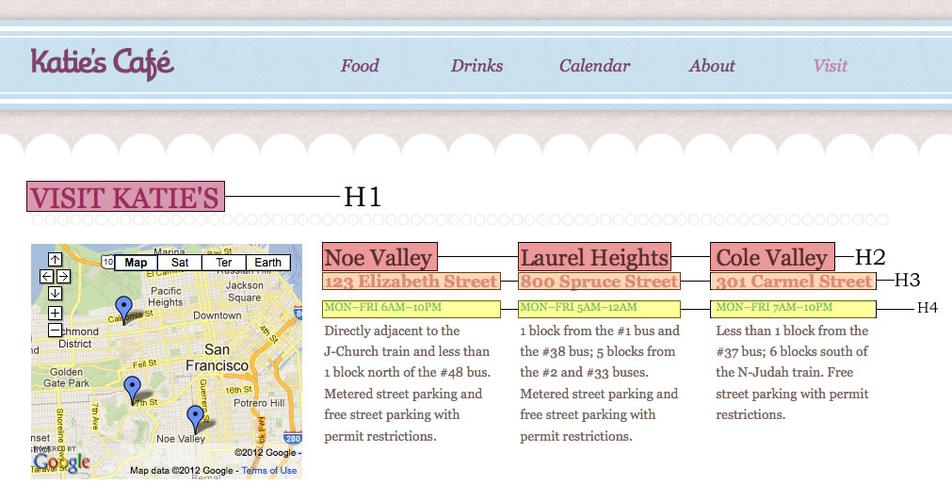 Katie's Café
Food
Drinks
Calendar
About
Visit
VISIT KATIE'S
H1
Noe Valley
Laurel Heights
Cole Valley
H2
123 Elizabeth Street
800 Spruce Street
301 Carmel Street
H3
MON—FRI 6AM—10PM
MON—FRI 5AM—12AM
MON—FRI 7AM—10PM
H4
Directly adjacent to the
J-Church train and less than
1 block north of the #48 bus.
Metered street parking and
free street parking with
permit restrictions.
1 block from the #1 bus and
the #38 bus; 5 blocks from
the #2 and #33 buses.
Metered street parking and
free street parking with
permit restrictions.
Less than 1 block from the
#37 bus; 6 blocks south of
the N-Judah train. Free
street parking with permit
restrictions.
Map
Sat
Ter
Earth
Pacific
Heights
Jackson
Square
Downtown
District
San
Francisco
Golden
Gate Park
Fell St
7th Ave
16th St
4th St
Potrero Hill
Noe Valley
280
©2012 Google -
Google
Map data ©2012 Google - Terms of Use